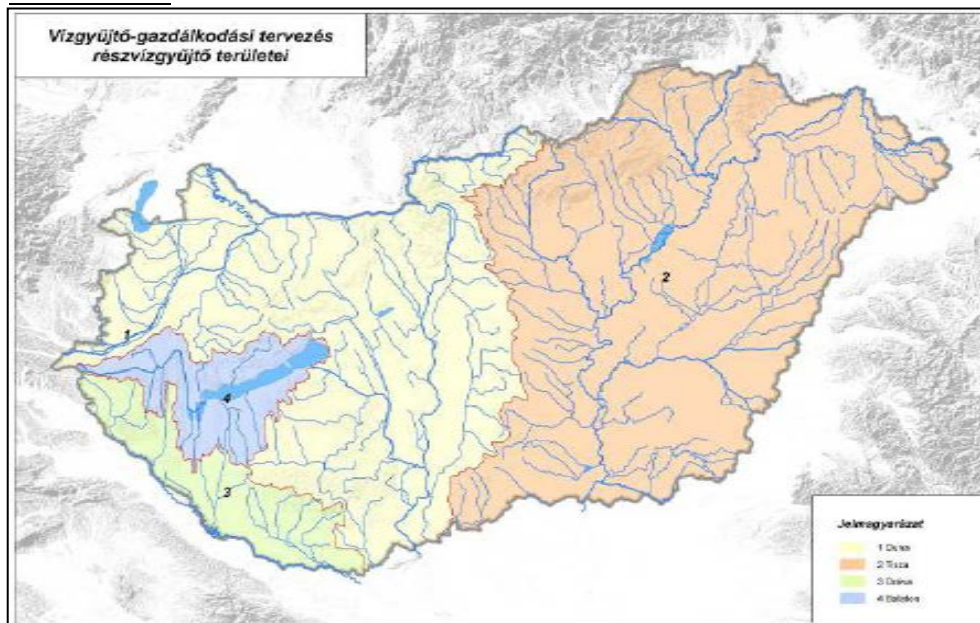 Vízgyűjtő-gazdálkodási tervezés
részvízgyűjtő területei
1
2
3
4
Jelmagyarázat
1 Duna
2 Tisza
3 Dráva
4 Balaton